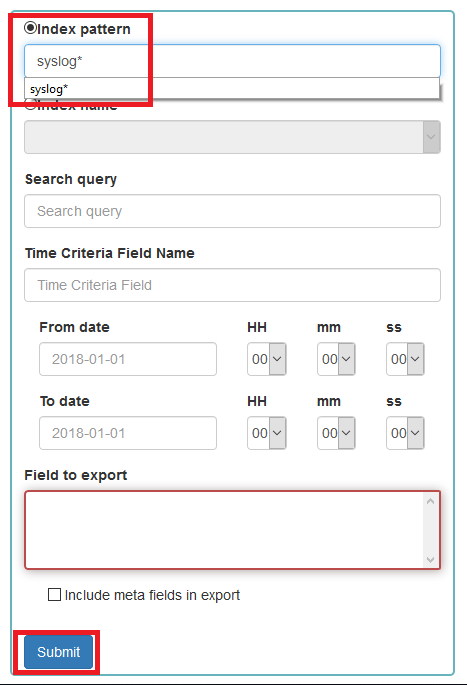 Index pattern
syslog*
syslog*
Index name
Search query
Search query
Time Criteria Field Name
Time Criteria Field
From date HH mm ss
2018-01-01 00 00 00
To date HH mm ss
2018-01-01 00 00 00
Field to export
Include meta fields in export
Submit